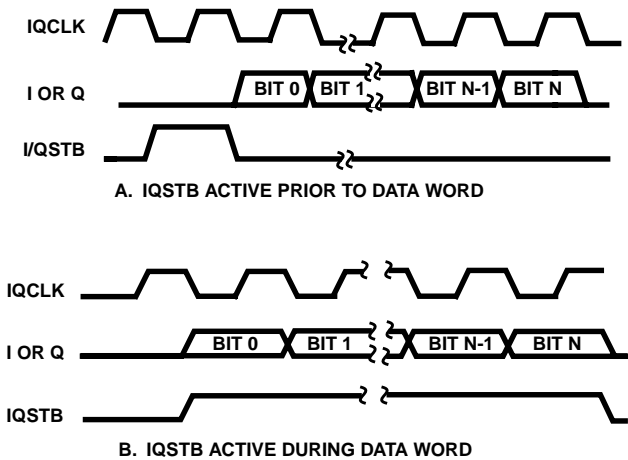 IQCLK
I OR Q
BIT 0 BIT 1 BIT N-1 BIT N
I/QSTB
A. IQSTB ACTIVE PRIOR TO DATA WORD
IQCLK
I OR Q
BIT 0 BIT 1 BIT N-1 BIT N
IQSTB
B. IQSTB ACTIVE DURING DATA WORD